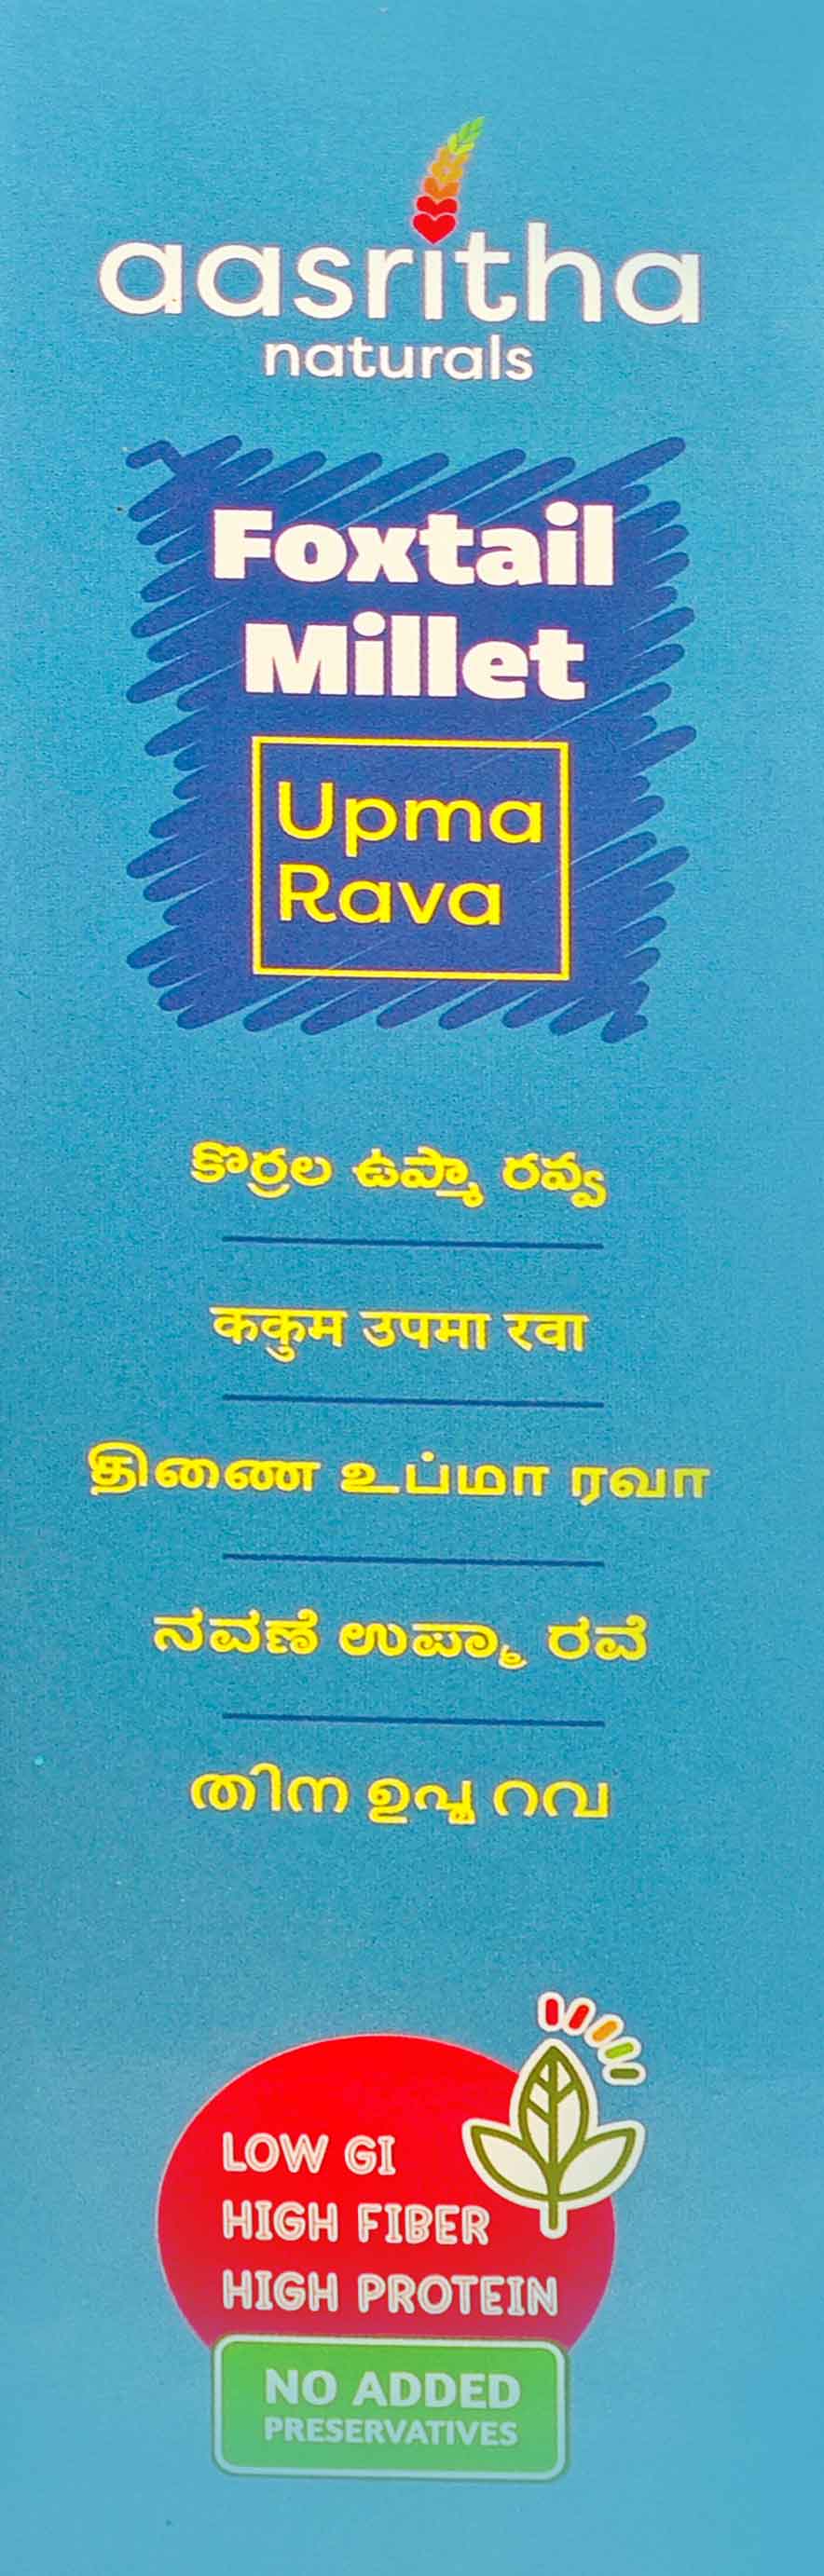 aasritha
naturals
Foxtail
Millet
Upma
Rava
కొర్రల ఉప్మా రవ్వ
ककुम उपमा रवा
திணை உப்மா ரவா
ನವಣೆ ಉಪ್ಮಾ ರವೆ
തിന ഉപ്മ റവ
LOW GI
HIGH FIBER
HIGH PROTEIN
NO ADDED
PRESERVATIVES